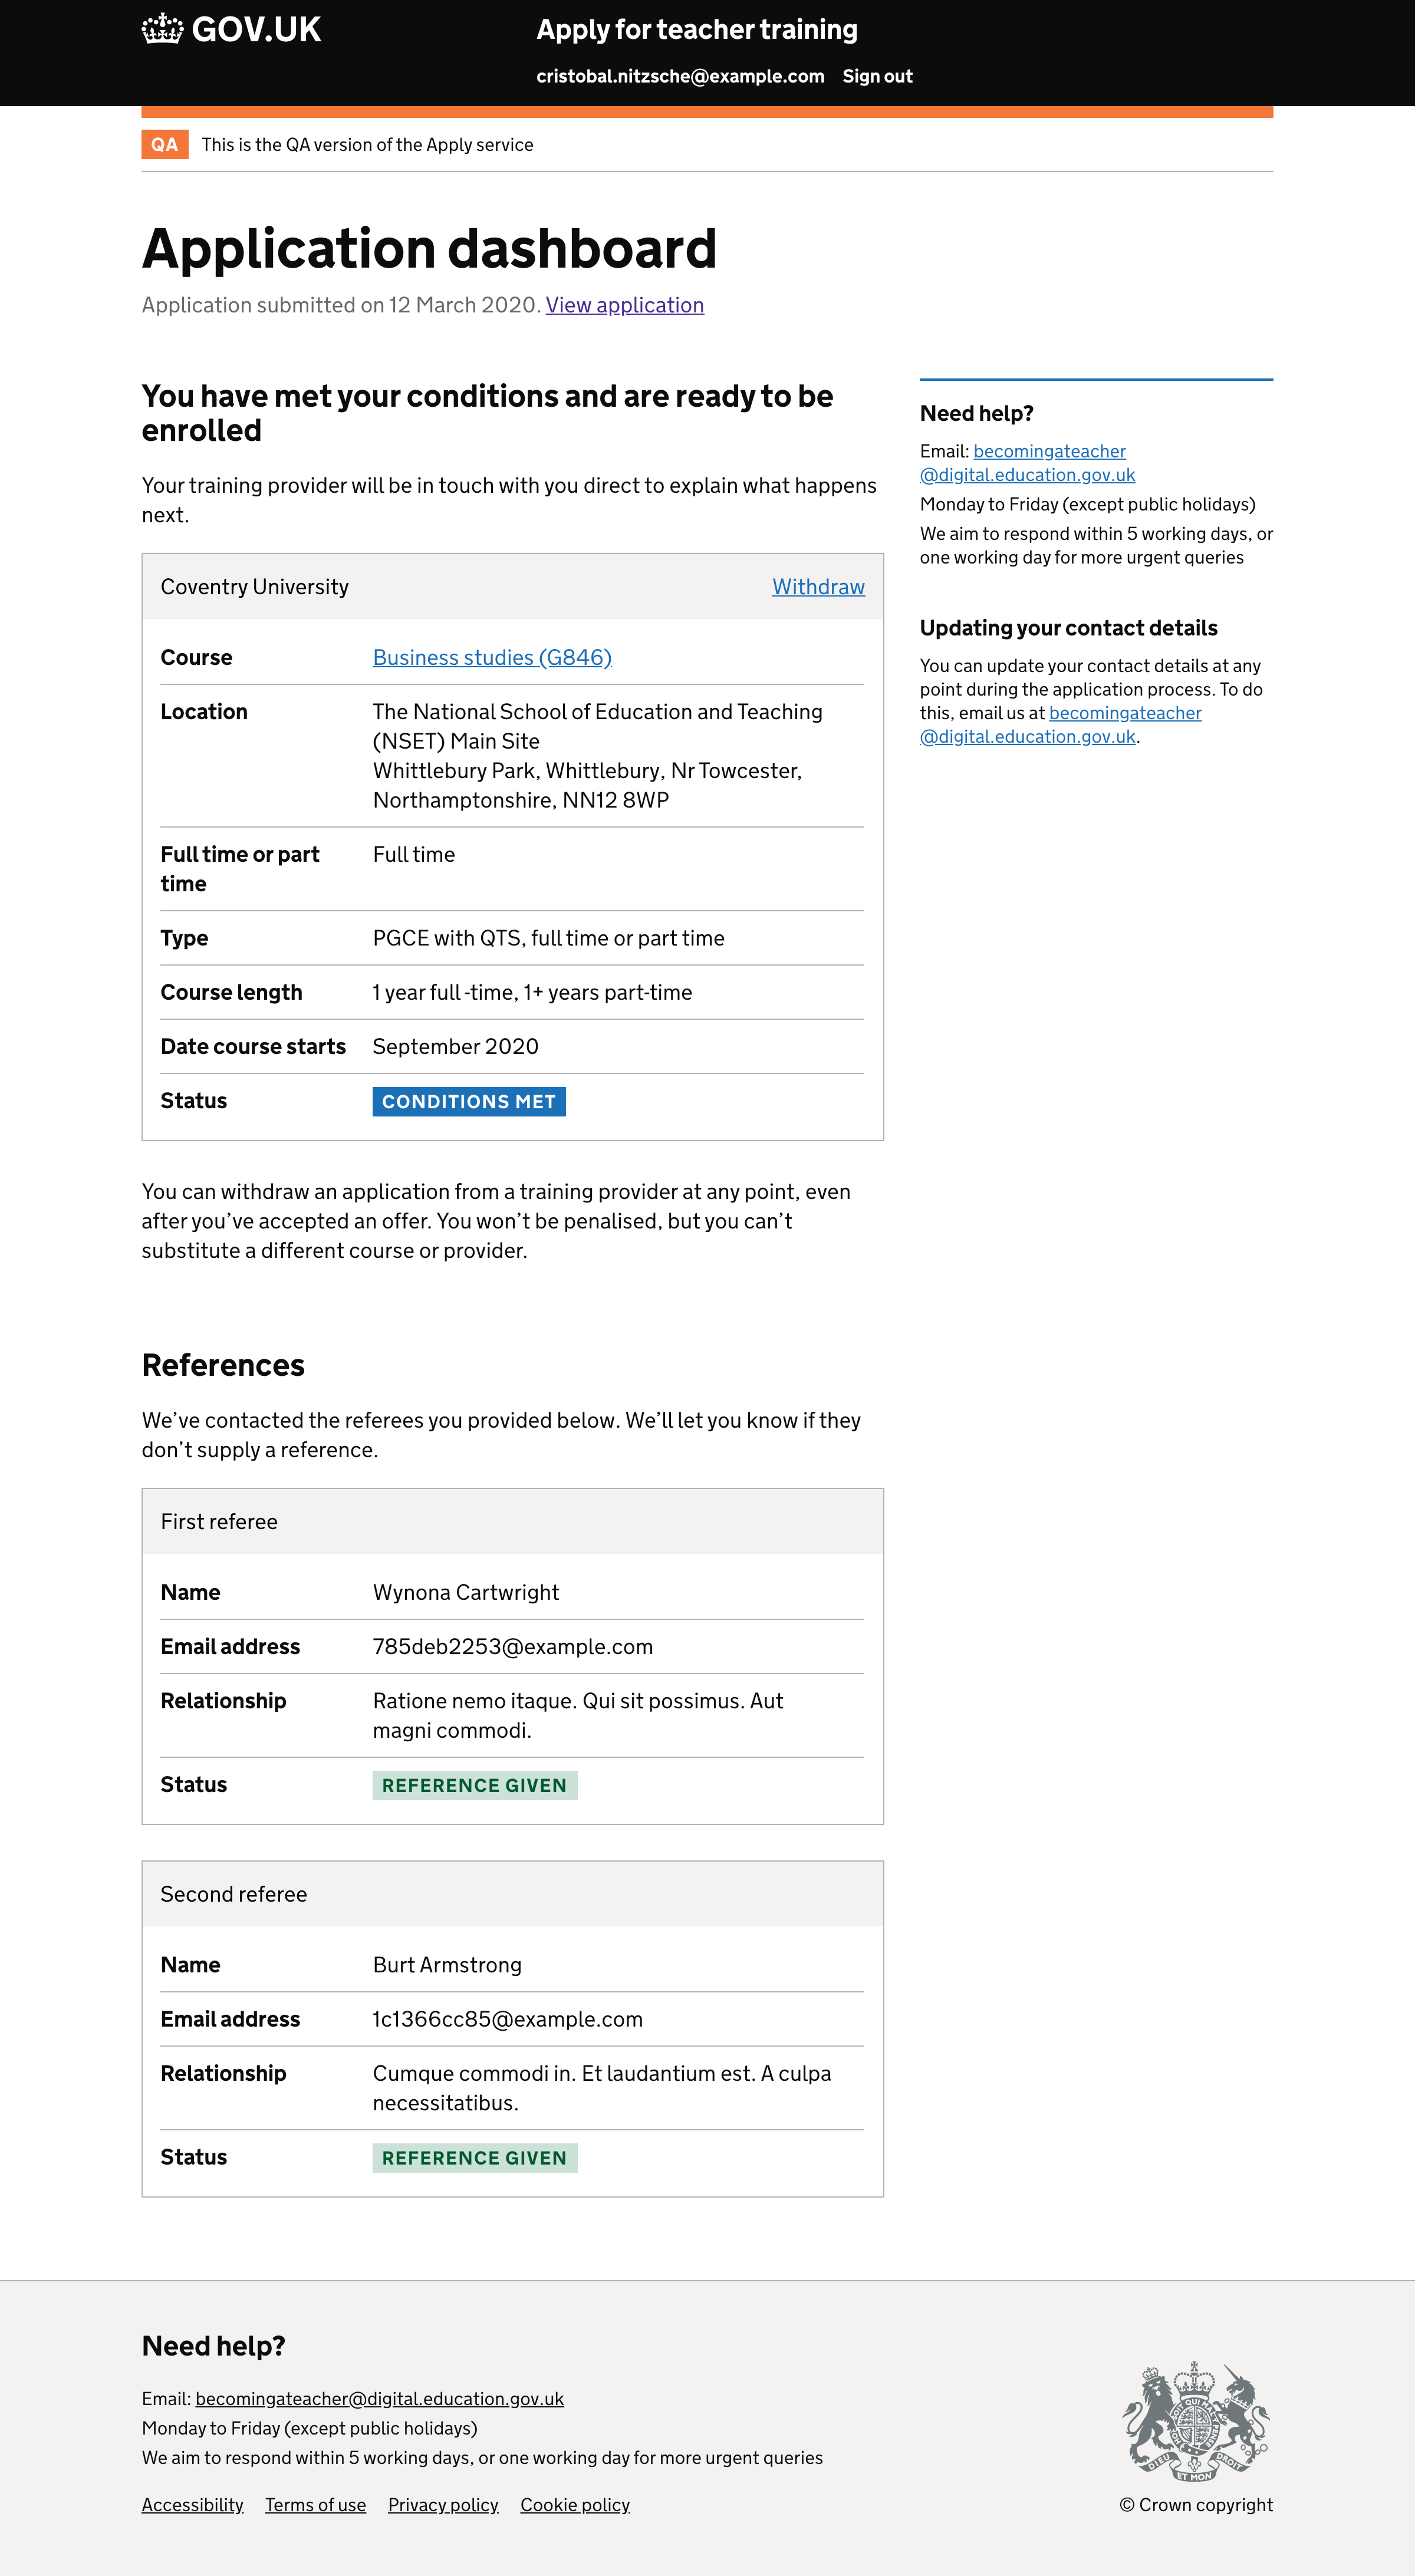 GOV.UK
Apply for teacher training
cristobal.nitzsche@example.com Sign out
QA This is the QA version of the Apply service
Application dashboard
Application submitted on 12 March 2020. View application
You have met your conditions and are ready to be
enrolled
Your training provider will be in touch with you direct to explain what happens
next.
Coventry University Withdraw
Course Business studies (G846)
Location The National School of Education and Teaching
(NSET) Main Site
Whittlebury Park, Whittlebury, Nr Towcester,
Northamptonshire, NN12 8WP
Full time or part Full time
time
Type PGCE with QTS, full time or part time
Course length 1 year full -time, 1+ years part-time
Date course starts September 2020
Status CONDITIONS MET
You can withdraw an application from a training provider at any point, even
after you’ve accepted an offer. You won’t be penalised, but you can’t
substitute a different course or provider.
Need help?
Email: becomingateacher
@digital.education.gov.uk
Monday to Friday (except public holidays)
We aim to respond within 5 working days, or
one working day for more urgent queries
Updating your contact details
You can update your contact details at any
point during the application process. To do
this, email us at becomingateacher
@digital.education.gov.uk.
References
We’ve contacted the referees you provided below. We’ll let you know if they
don’t supply a reference.
First referee
Name Wynona Cartwright
Email address 785deb2253@example.com
Relationship Ratione nemo itaque. Qui sit possimus. Aut
magni commodi.
Status REFERENCE GIVEN
Second referee
Name Burt Armstrong
Email address 1c1366cc85@example.com
Relationship Cumque commodi in. Et laudantium est. A culpa
necessitatibus.
Status REFERENCE GIVEN
Need help?
Email: becomingateacher@digital.education.gov.uk
Monday to Friday (except public holidays)
We aim to respond within 5 working days, or one working day for more urgent queries
Accessibility Terms of use Privacy policy Cookie policy
DIEU ET MON DROIT
© Crown copyright